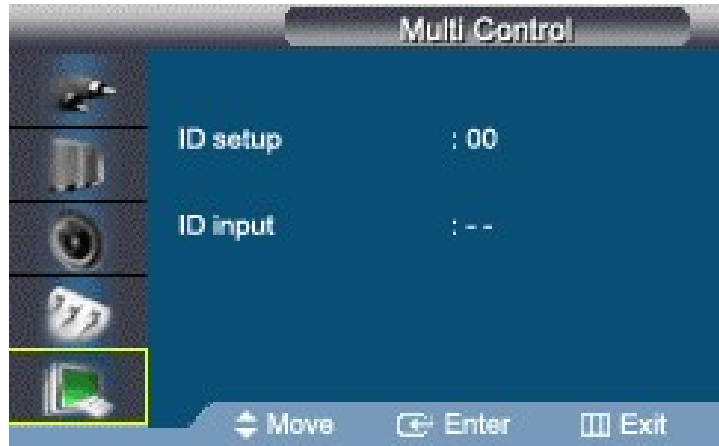 Multi Control
ID setup : 00
ID input : - -
Move Enter Exit